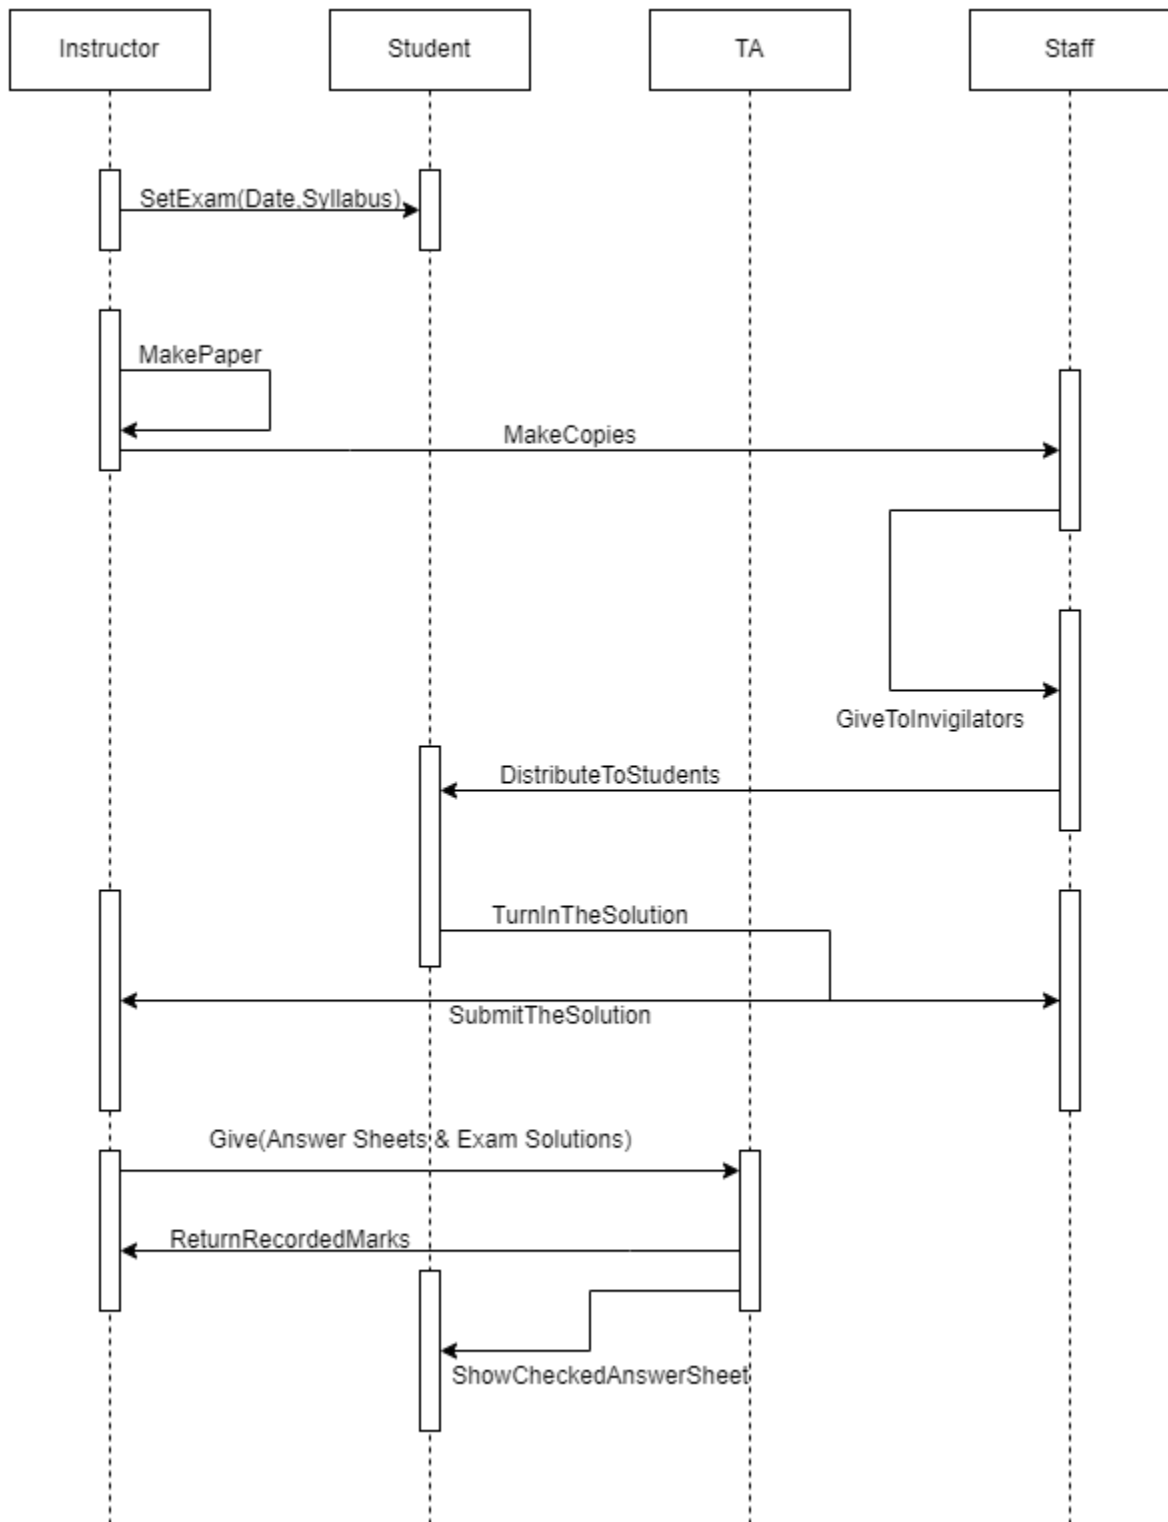 Instructor
Student
TA
Staff
SetExam(Date,Syllabus)
MakePaper
MakeCopies
GiveToInvigilators
DistributeToStudents
TurnInTheSolution
SubmitTheSolution
Give(Answer Sheets & Exam Solutions)
ReturnRecordedMarks
ShowCheckedAnswerSheet